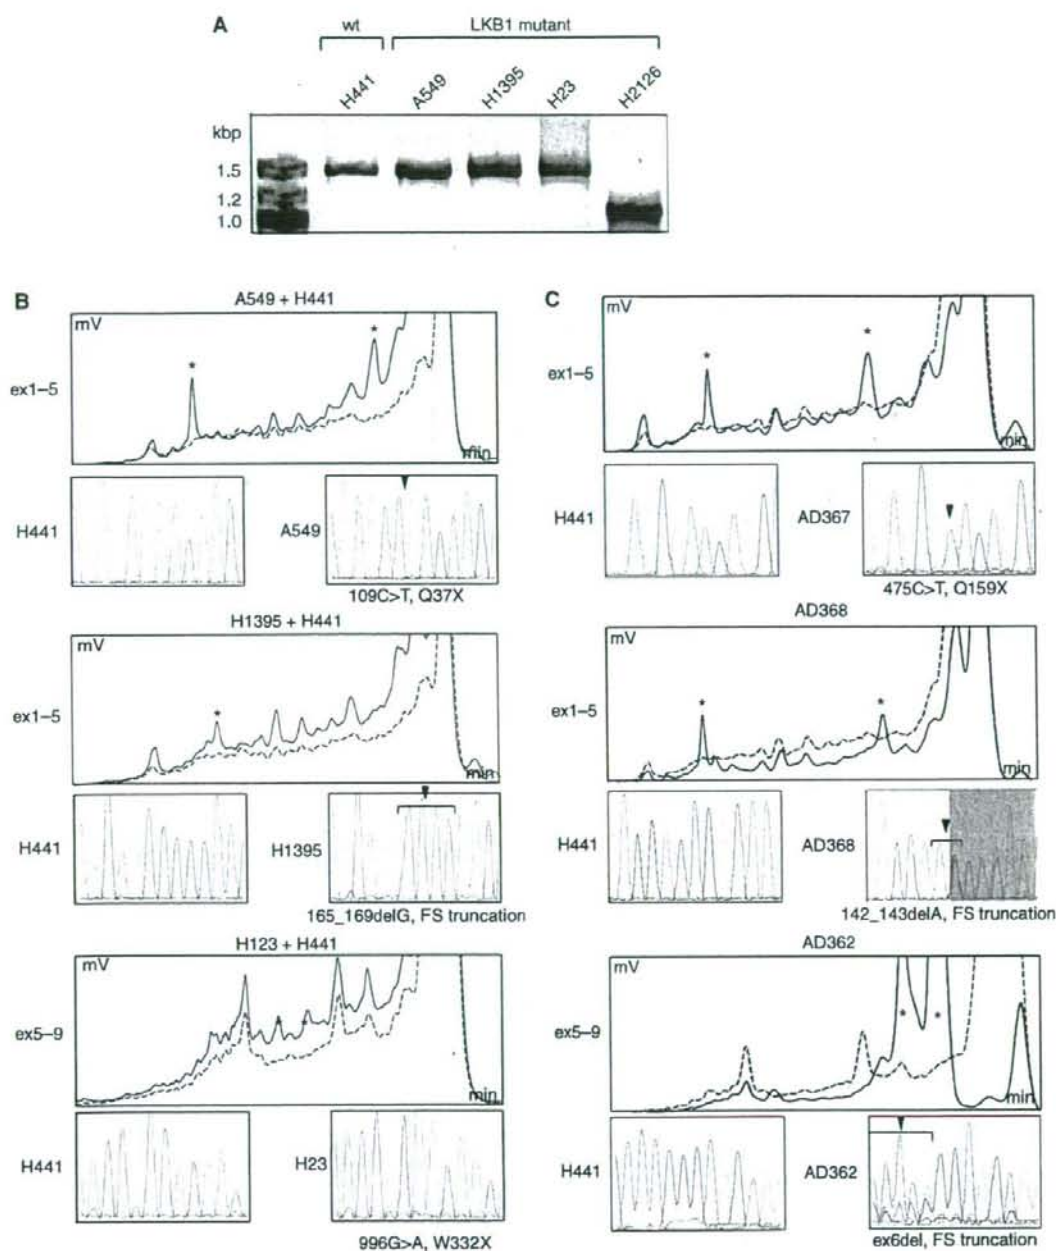 A
wt LKB1 mutant
H441 A549 H1395 H23 H2126
kbp
1.5
1.2
1.0
B
A549 + H441
mV
* *
ex1–5
min
H441 A549
109C>T, Q37X
H1395 + H441
mV
*
ex1–5
min
H441 H1395
165_169delG, FS truncation
H123 + H441
mV
* *
ex5–9
min
H441 H23
996G>A, W332X
C
mV
* *
ex1–5
min
H441 AD367
475C>T, Q159X
AD368
mV
* *
ex1–5
min
H441 AD368
142_143delA, FS truncation
AD362
mV
* *
ex5–9
min
H441 AD362
ex6del, FS truncation